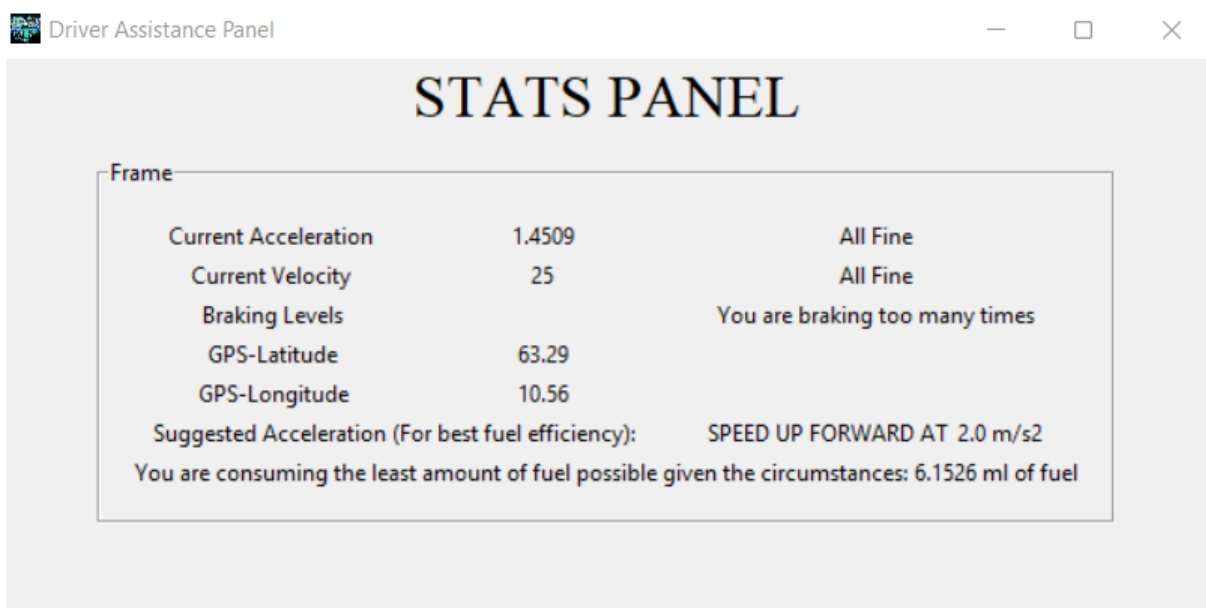 Driver Assistance Panel
STATS PANEL
Frame
Current Acceleration 1.4509 All Fine
Current Velocity 25 All Fine
Braking Levels You are braking too many times
GPS-Latitude 63.29
GPS-Longitude 10.56
Suggested Acceleration (For best fuel efficiency): SPEED UP FORWARD AT 2.0 m/s2
You are consuming the least amount of fuel possible given the circumstances: 6.1526 ml of fuel